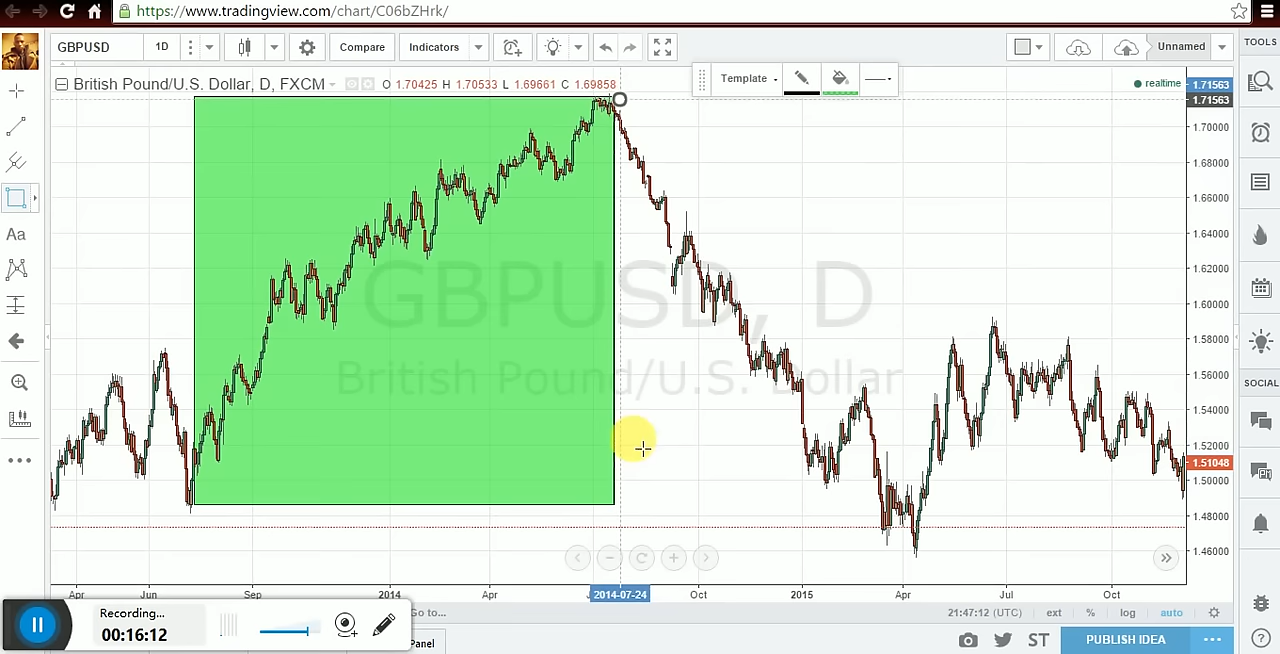 https://www.tradingview.com/chart/C06bZHrk/
GBPUSD 1D Compare Indicators Unnamed TOOLS
Template
British Pound/U.S. Dollar, D, FXCM O 1.70425 H 1.70533 L 1.69661 C 1.69858
realtime 1.71563
1.71563
1.70000
1.68000
1.66000
1.64000
1.62000
1.60000
1.58000
1.56000
1.54000
1.52000
1.51048
1.50000
1.48000
1.46000
GBPUSD, D
British Pound/U.S. Dollar
Aa
SOCIAL
Apr Jun Sep 2014 Apr 2014-07-24 Oct 2015 Apr Jun Oct
Go to... 21:47:12 (UTC) ext % log auto
Recording...
00:16:12
Panel
ST PUBLISH IDEA